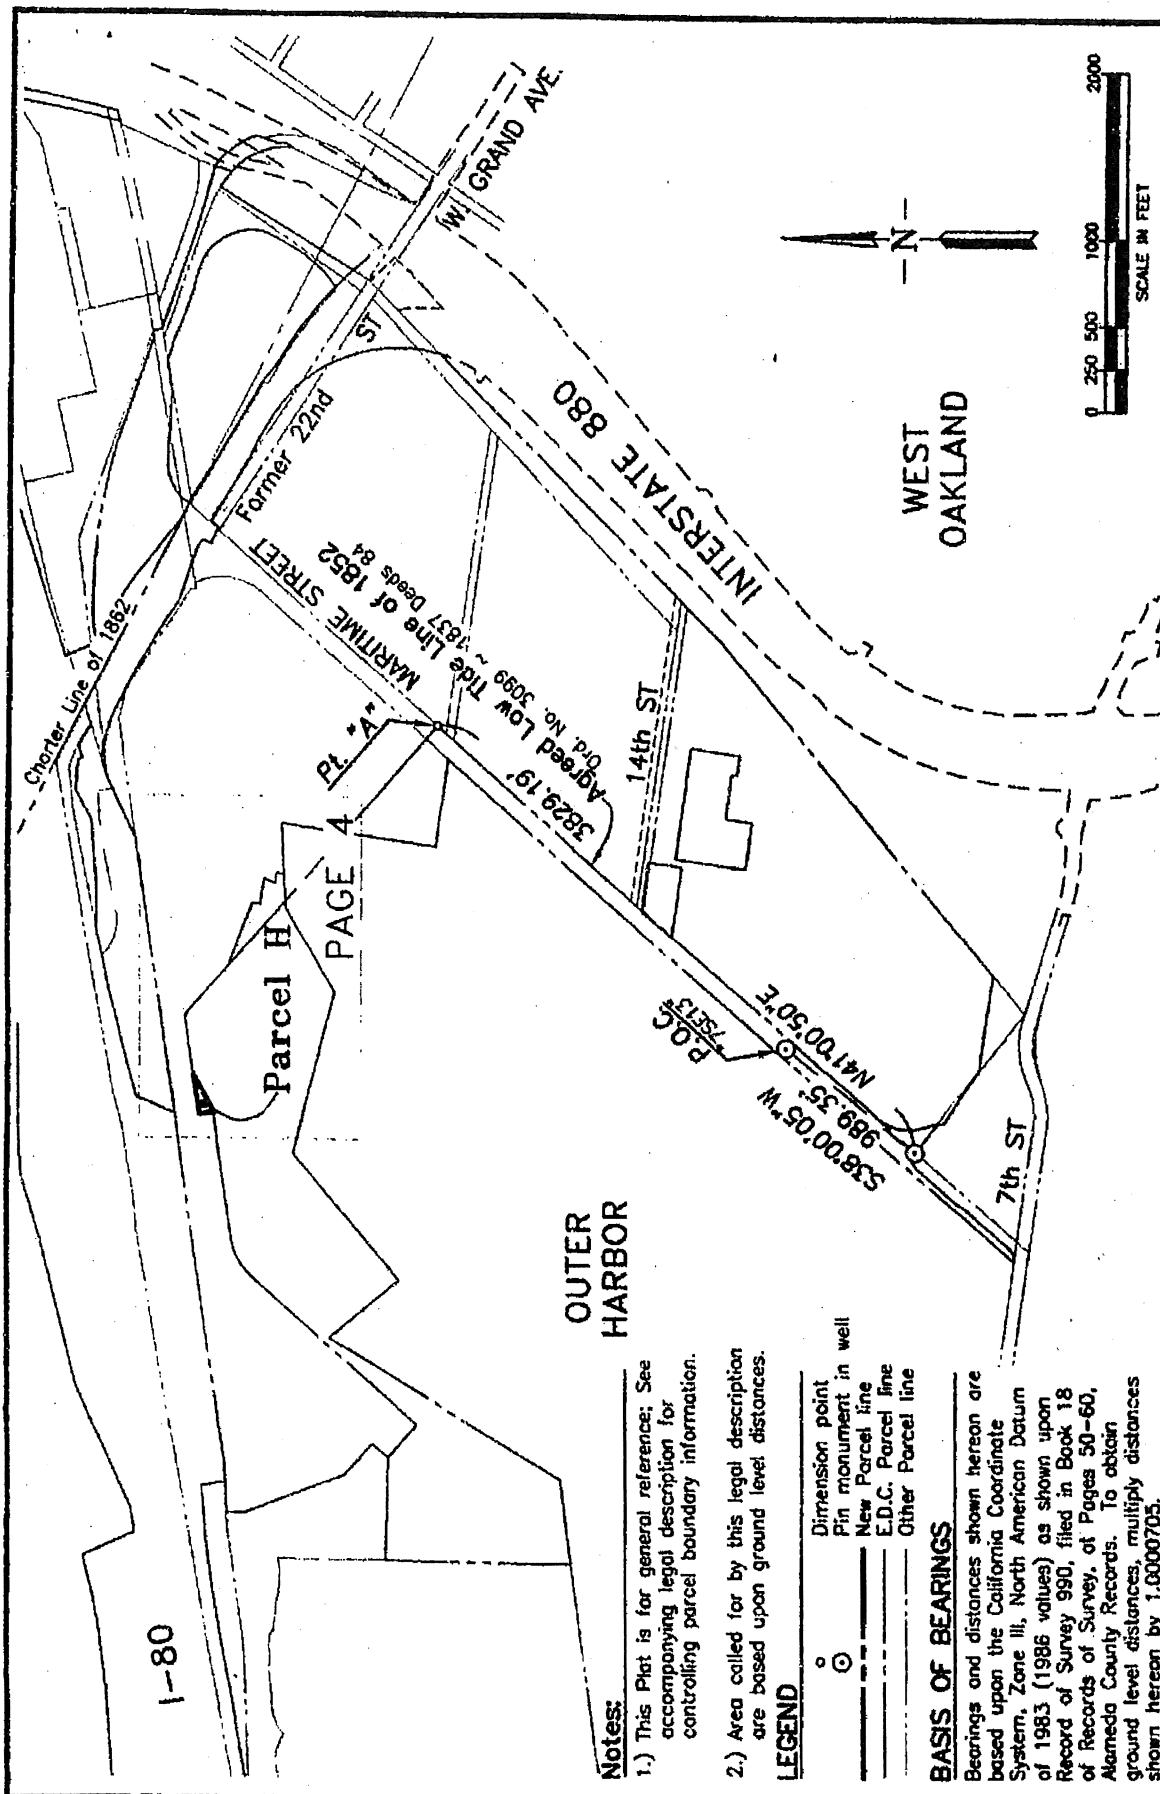 I-80
Charter Line of 1862
Former 22nd
ST
(W) GRAND AVE.
MARITIME STREET
Agreed Low Tide Line of 1852
Ord. No. 3099 ~ 1837 Deeds 84
Pt. "A"
3829.19'
PAGE 4
Parcel H
14th ST
INTERSTATE 880
WEST
OAKLAND
-N-
0 250 500 1000 2000
SCALE IN FEET
P.O.C.
"7SE13"
N41°00'50"E
S38°00'05"W
989.35'
7th ST
OUTER
HARBOR
Notes:
1.) This Plat is for general reference; See
accompanying legal description for
controlling parcel boundary information.
2.) Area called for by this legal description
are based upon ground level distances.
LEGEND
Dimension point
Pin monument in well
New Parcel line
E.D.C. Parcel line
Other Parcel line
BASIS OF BEARINGS
Bearings and distances shown hereon are
based upon the California Coordinate
System, Zone III, North American Datum
of 1983 (1986 values) as shown upon
Record of Survey 990, filed in Book 18
of Records of Survey, at Pages 50-60,
Alameda County Records. To obtain
ground level distances, multiply distances
shown hereon by 1.0000705.